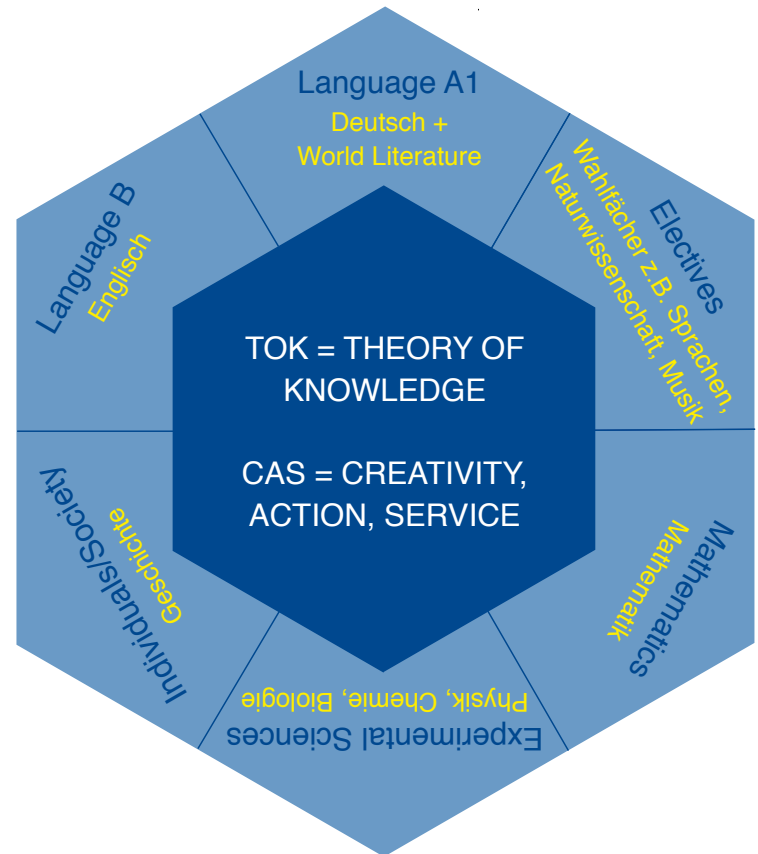 Language A1
Deutsch +
World Literature
Electives
Wahlfächer z.B. Sprachen,
Naturwissenschaft, Musik
Mathematics
Mathematik
Experimental Sciences
Physik, Chemie, Biologie
Individuals/Society
Geschichte
Language B
Englisch
TOK = THEORY OF
KNOWLEDGE
CAS = CREATIVITY,
ACTION, SERVICE